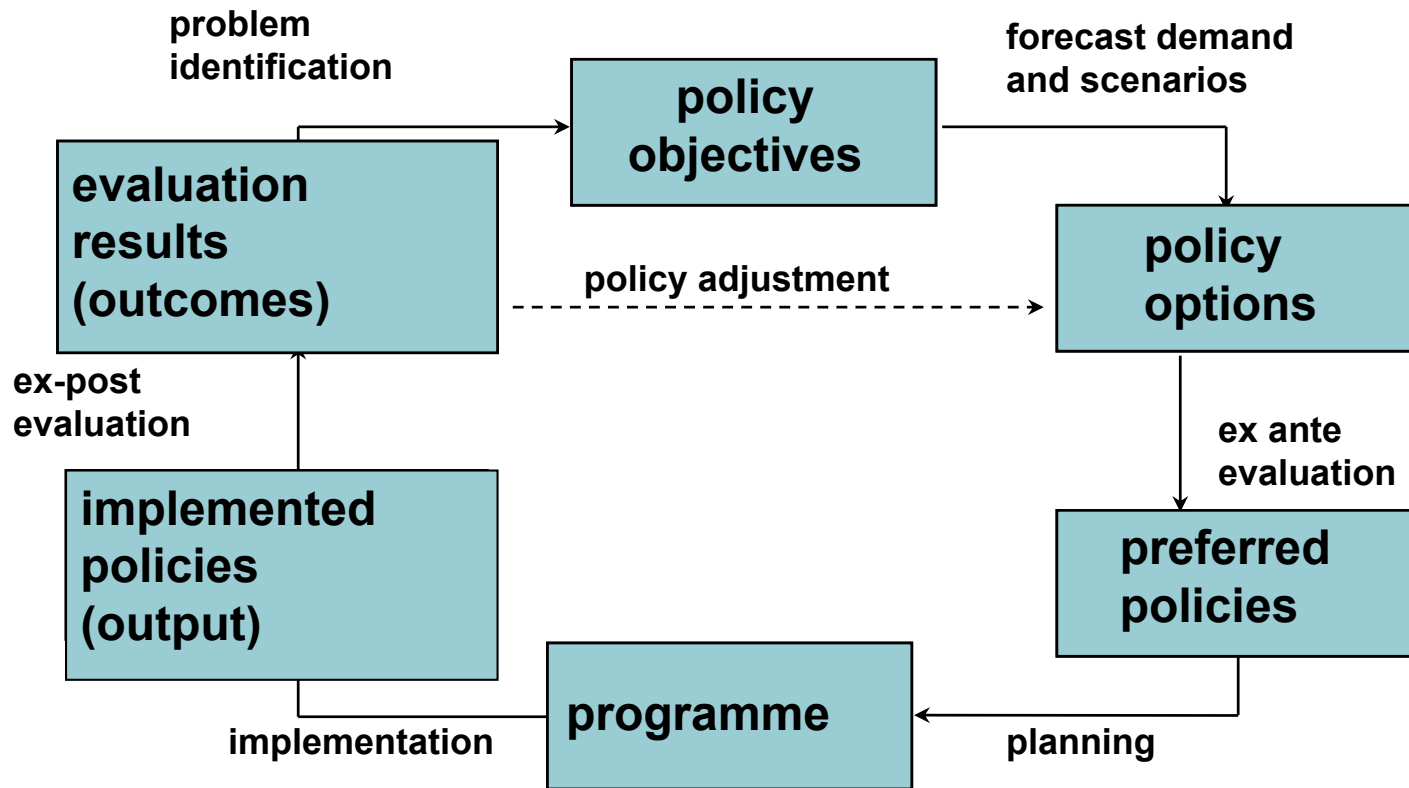 problem
identification
forecast demand
and scenarios
policy
objectives
evaluation
results
(outcomes)
policy adjustment
policy
options
ex-post
evaluation
ex ante
evaluation
implemented
policies
(output)
preferred
policies
programme
implementation
planning